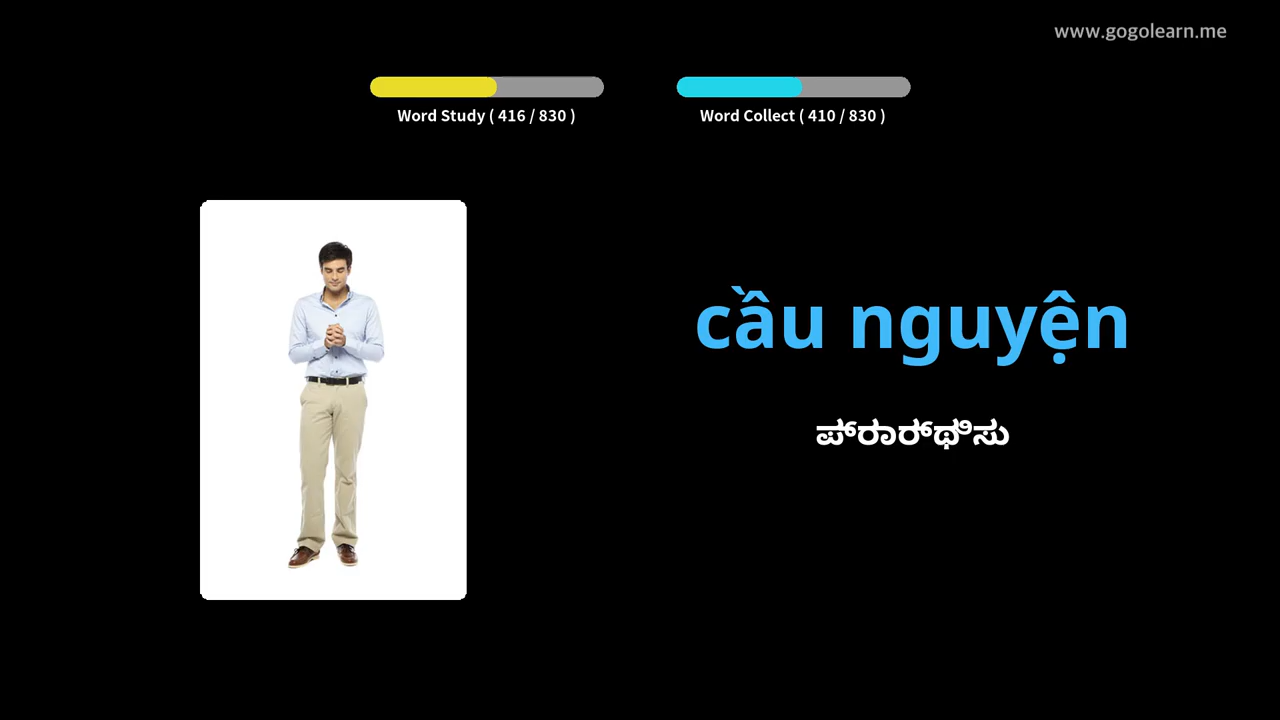 www.gogolearn.me
Word Study ( 416 / 830 )
Word Collect ( 410 / 830 )
cầu nguyện
ಪ್ರಾರ್ಥಿಸು